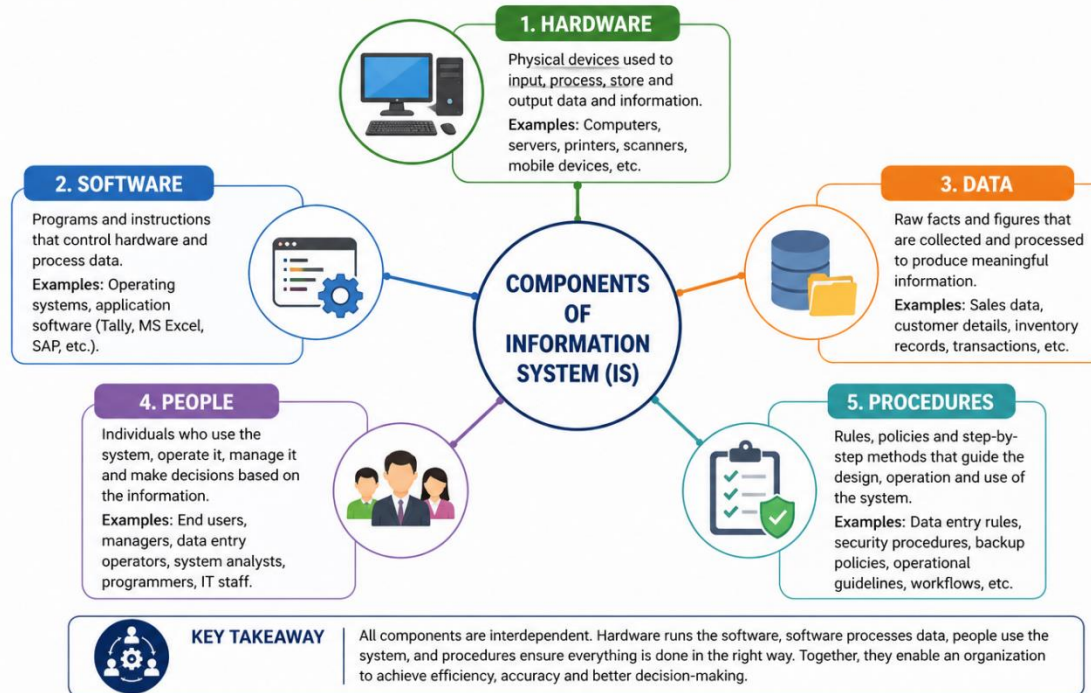 1. HARDWARE
Physical devices used to
input, process, store and
output data and information.
Examples: Computers,
servers, printers, scanners,
mobile devices, etc.
2. SOFTWARE
Programs and instructions
that control hardware and
process data.
Examples: Operating
systems, application
software (Tally, MS Excel,
SAP, etc.).
3. DATA
Raw facts and figures that
are collected and processed
to produce meaningful
information.
Examples: Sales data,
customer details, inventory
records, transactions, etc.
COMPONENTS
OF
INFORMATION
SYSTEM (IS)
4. PEOPLE
Individuals who use the
system, operate it, manage it
and make decisions based on
the information.
Examples: End users,
managers, data entry
operators, system analysts,
programmers, IT staff.
5. PROCEDURES
Rules, policies and step-by-
step methods that guide the
design, operation and use of
the system.
Examples: Data entry rules,
security procedures, backup
policies, operational
guidelines, workflows, etc.
KEY TAKEAWAY
All components are interdependent. Hardware runs the software, software processes data, people use the
system, and procedures ensure everything is done in the right way. Together, they enable an organization
to achieve efficiency, accuracy and better decision-making.